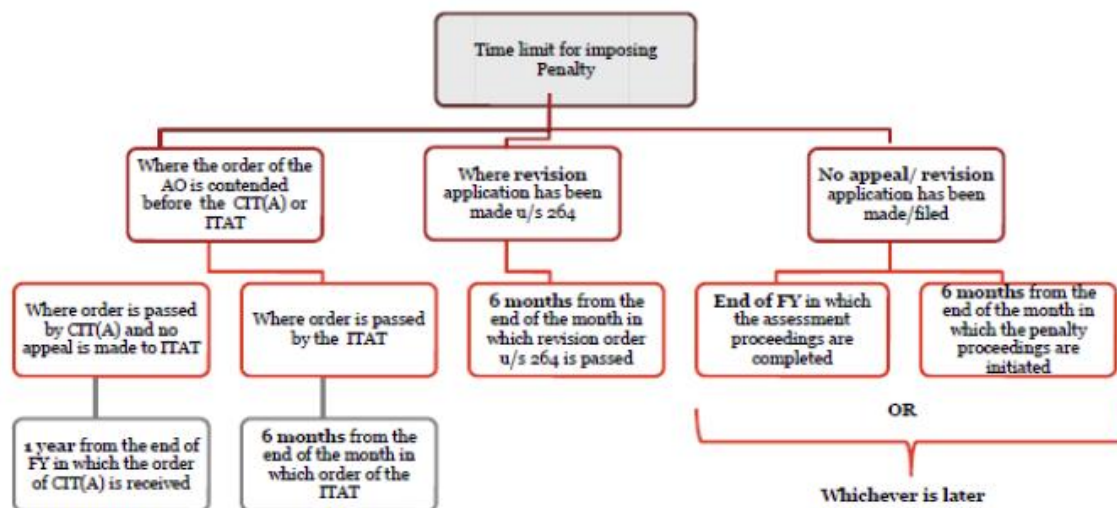 Time limit for imposing
Penalty
Where the order of the
AO is contended
before the CIT(A) or
ITAT
Where revision
application has been
made u/s 264
No appeal/ revision
application has been
made/filed
Where order is passed
by CIT(A) and no
appeal is made to ITAT
Where order is passed
by the ITAT
6 months from the
end of the month in
which revision order
u/s 264 is passed
End of FY in which
the assessment
proceedings are
completed
6 months from the
end of the month in
which the penalty
proceedings are
initiated
1 year from the end of
FY in which the order
of CIT(A) is received
6 months from the
end of the month in
which order of the
ITAT
OR
Whichever is later